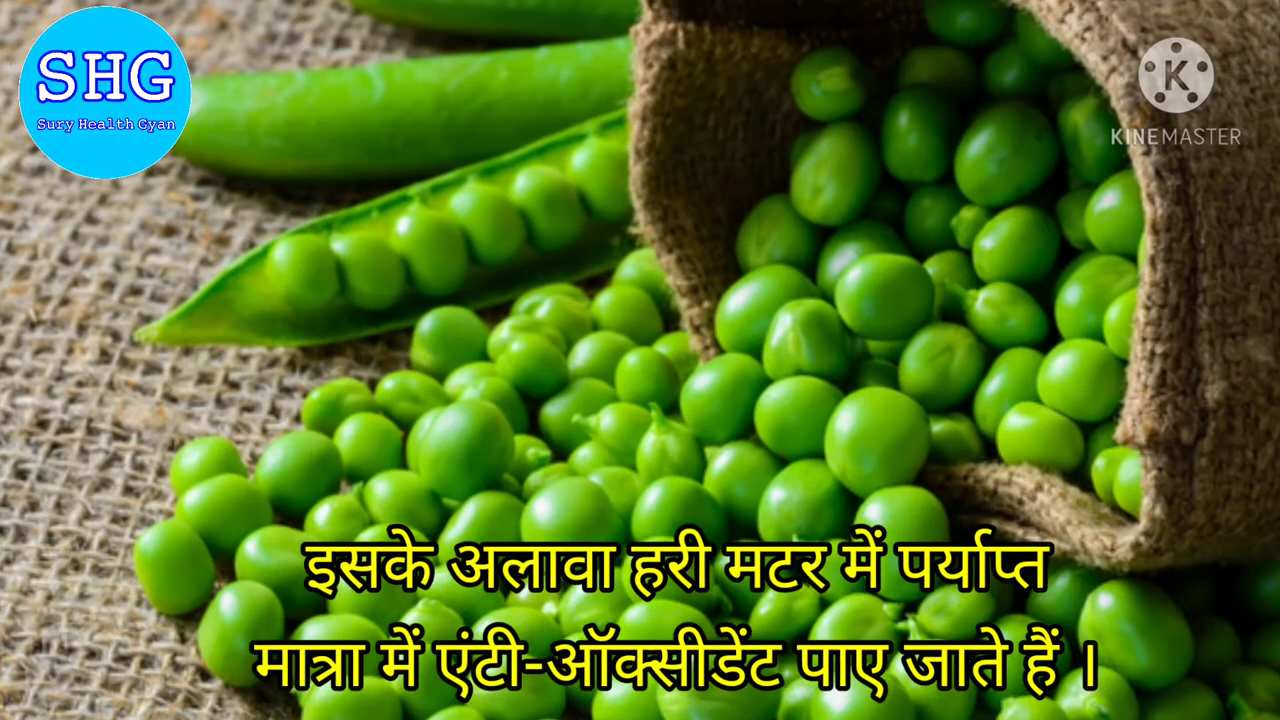 SHG
Sury Health Gyan
K
KINEMASTER
इसके अलावा हरी मटर में पर्याप्त
मात्रा में एंटी-ऑक्सीडेंट पाए जाते हैं ।